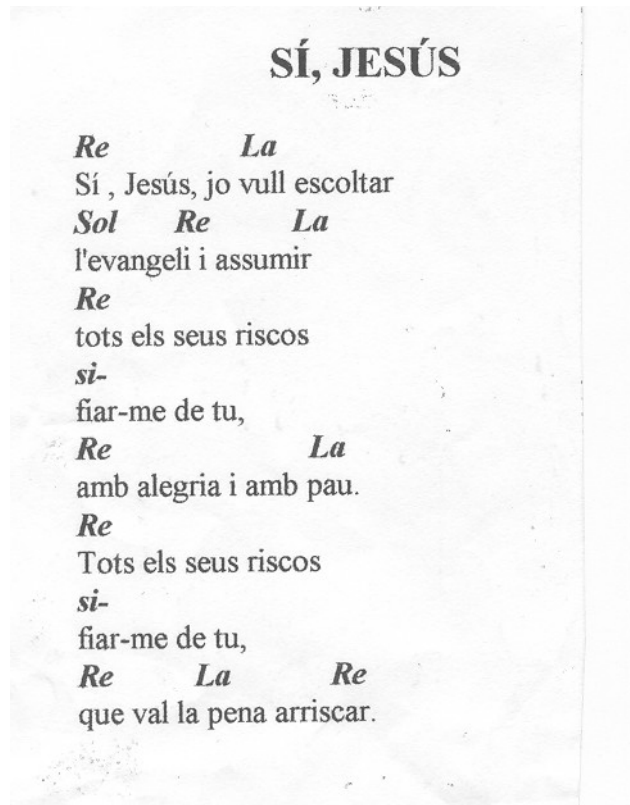 SÍ, JESÚS
Re La
Sí , Jesús, jo vull escoltar
Sol Re La
l'evangeli i assumir
Re
tots els seus riscos
si-
fiar-me de tu,
Re La
amb alegria i amb pau.
Re
Tots els seus riscos
si-
fiar-me de tu,
Re La Re
que val la pena arriscar.